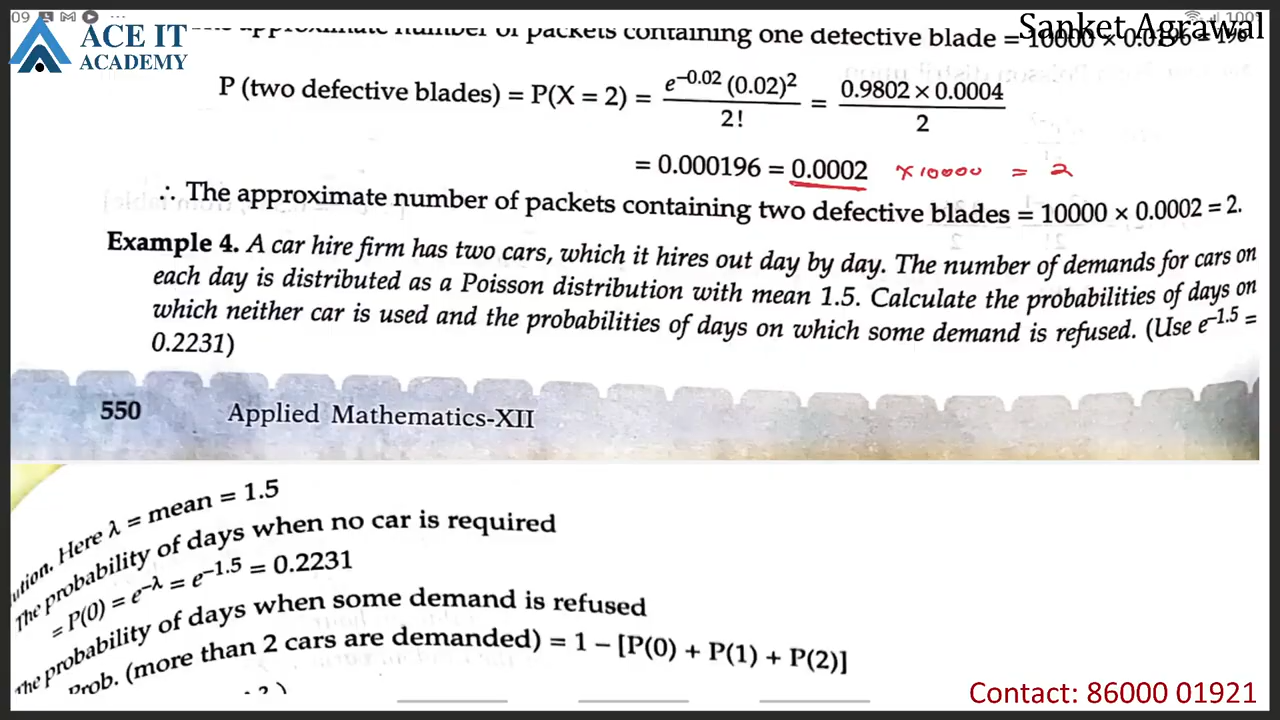 09
100%
ACE IT
ACADEMY
Sanket Agrawal
approximate number of packets containing one defective blade = 10000 × 0.0196 = 196
P (two defective blades) = P(X = 2) = e^–0.02 (0.02)^2 / 2! = 0.9802 × 0.0004 / 2
= 0.000196 = 0.0002 ×10000 = 2
∴ The approximate number of packets containing two defective blades = 10000 × 0.0002 = 2.
Example 4. A car hire firm has two cars, which it hires out day by day. The number of demands for cars on
each day is distributed as a Poisson distribution with mean 1.5. Calculate the probabilities of days on
which neither car is used and the probabilities of days on which some demand is refused. (Use e^–1.5 =
0.2231)
550 Applied Mathematics-XII
ution. Here λ = mean = 1.5
The probability of days when no car is required
= P(0) = e^–λ = e^–1.5 = 0.2231
The probability of days when some demand is refused
Prob. (more than 2 cars are demanded) = 1 – [P(0) + P(1) + P(2)]
Contact: 86000 01921